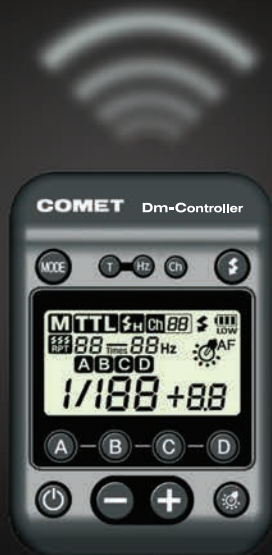 COMET Dm-Controller
MODE T Hz Ch
M TTL H Ch 88 LOW
RPT 88 Times 88 Hz AF
A B C D
1/188 +8.8
A B C D